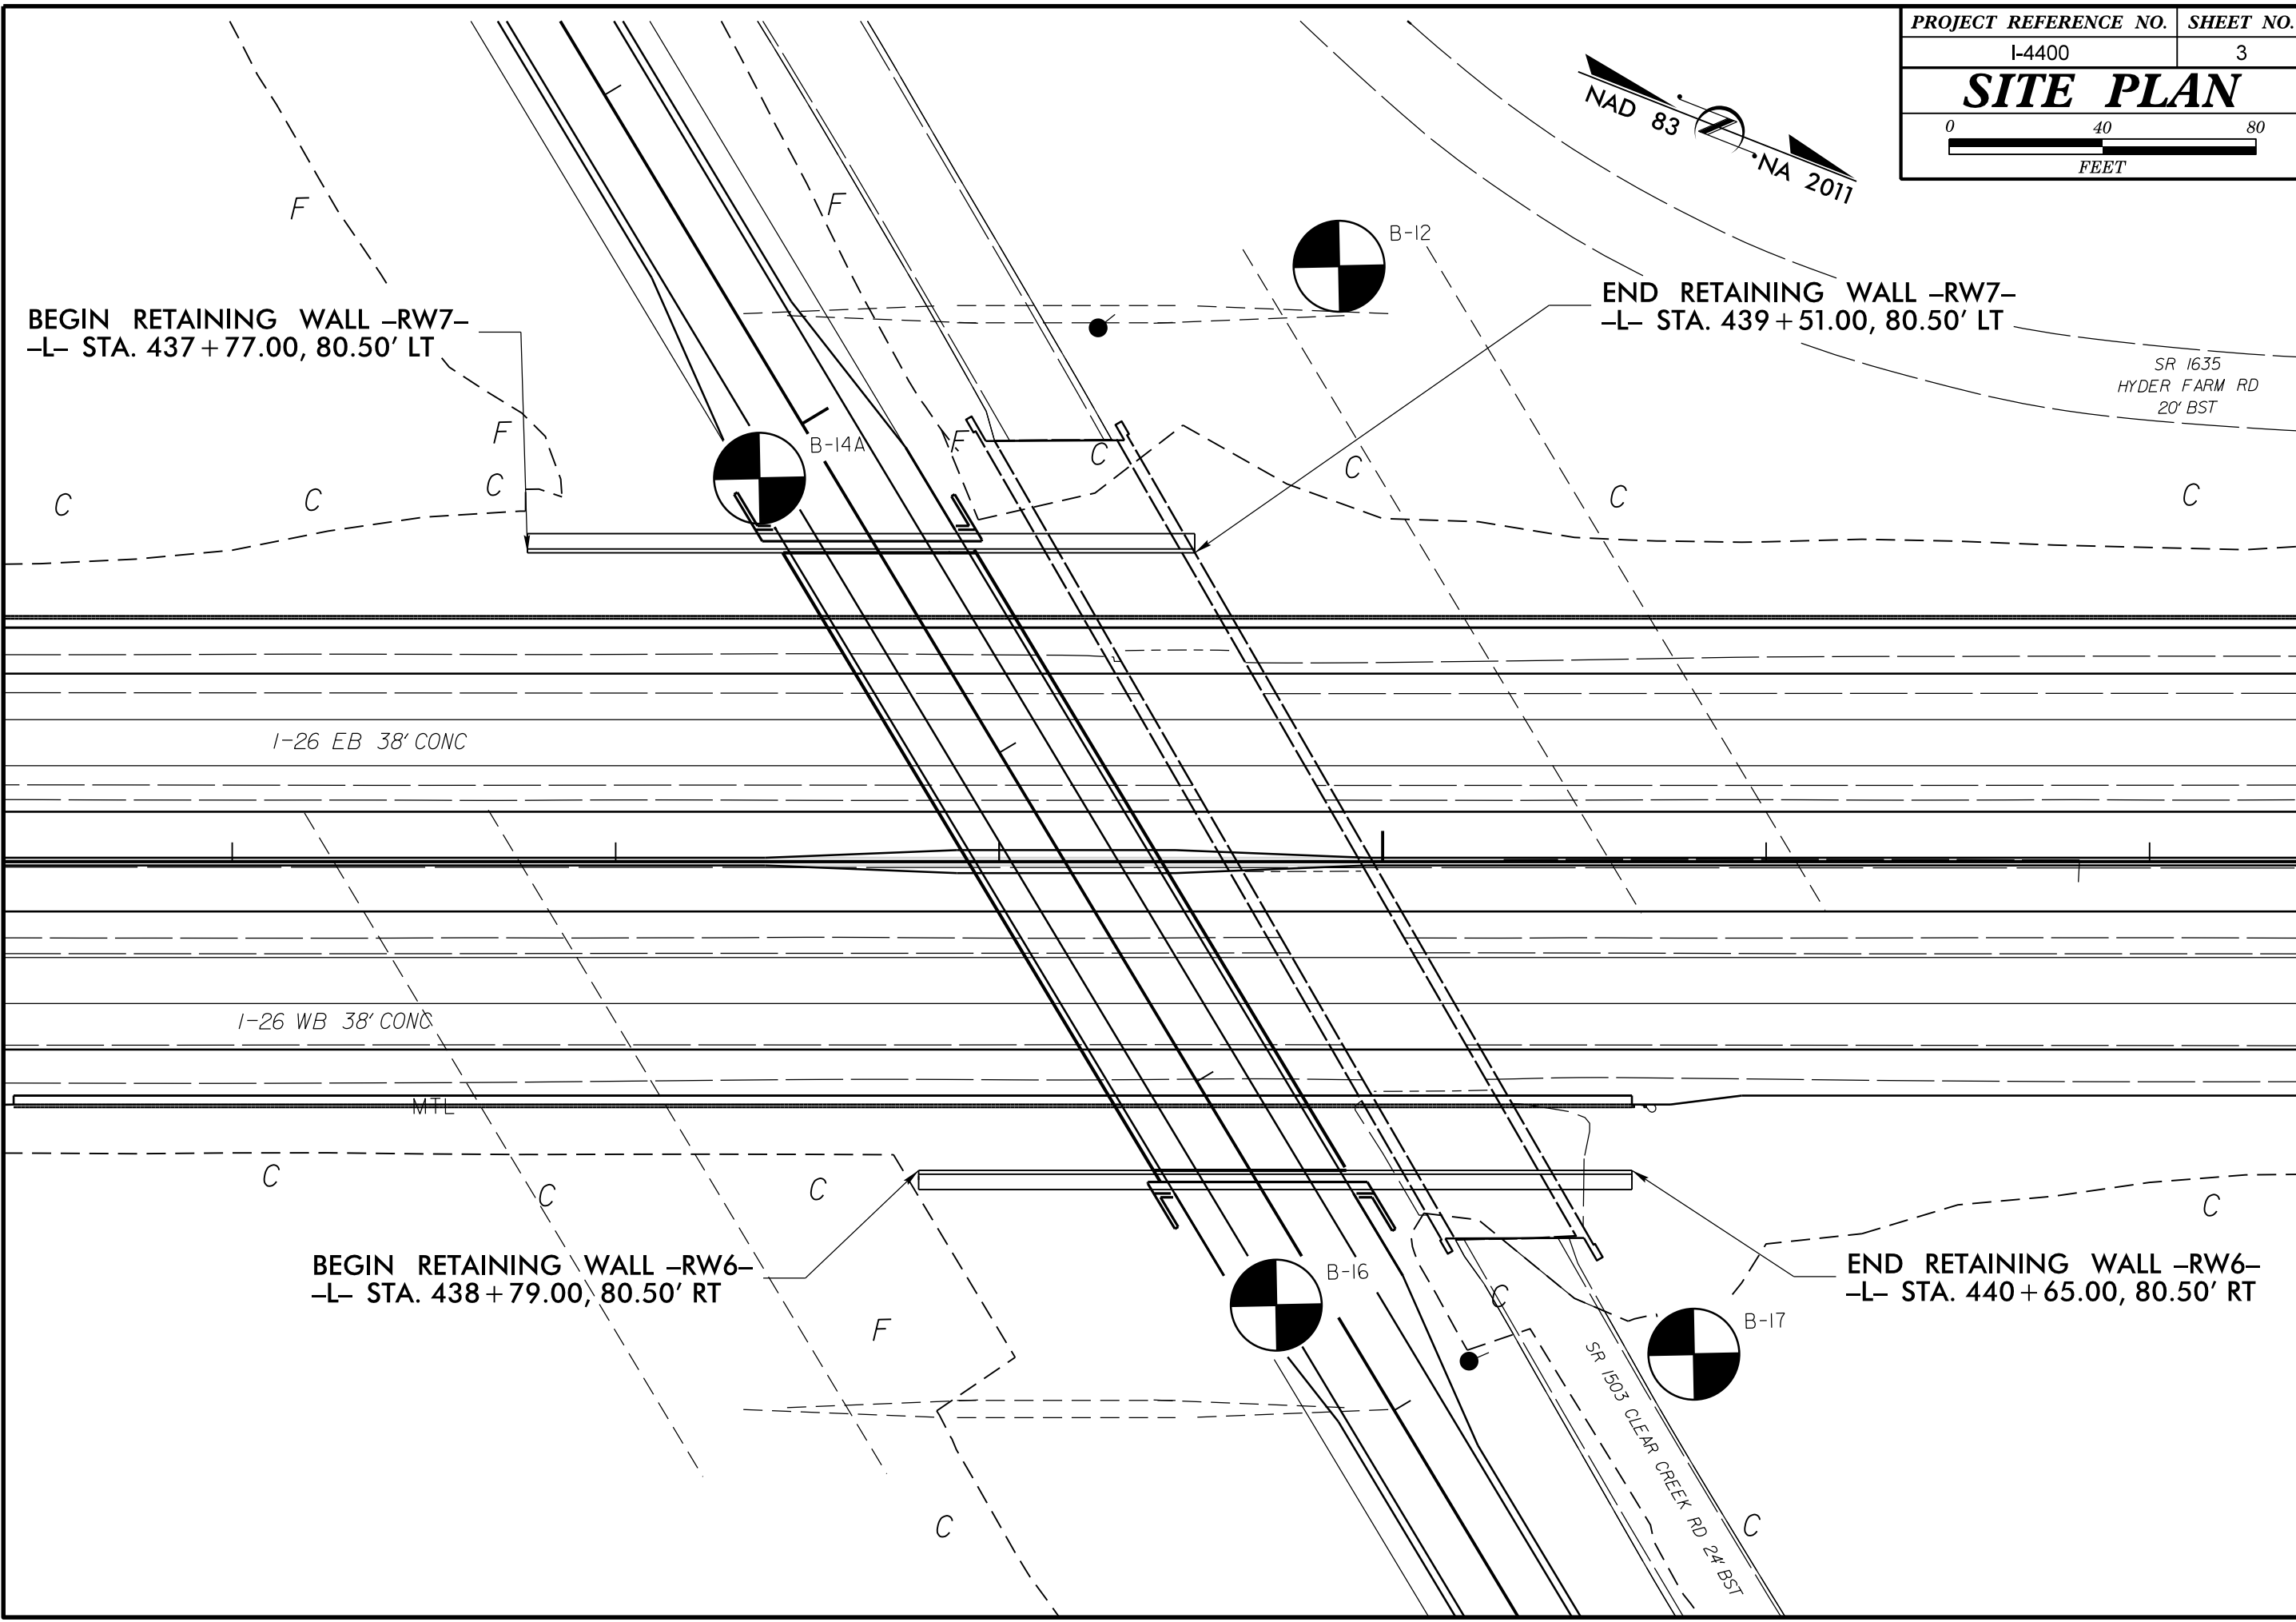 PROJECT REFERENCE NO. SHEET NO.
I-4400 3
SITE PLAN
0 40 80
FEET
NAD 83
NA 2011
F
F
B-12
BEGIN RETAINING WALL –RW7–
–L– STA. 437+77.00, 80.50' LT
END RETAINING WALL –RW7–
–L– STA. 439+51.00, 80.50' LT
SR 1635
HYDER FARM RD
20' BST
F
F
B-14A
C
C
C
C
C
C
C
I-26 EB 38' CONC
I-26 WB 38' CONC
MTL
C
C
C
C
BEGIN RETAINING WALL –RW6–
–L– STA. 438+79.00, 80.50' RT
B-16
END RETAINING WALL –RW6–
–L– STA. 440+65.00, 80.50' RT
C
F
B-17
SR 1503 CLEAR CREEK RD 24' BST
C
C